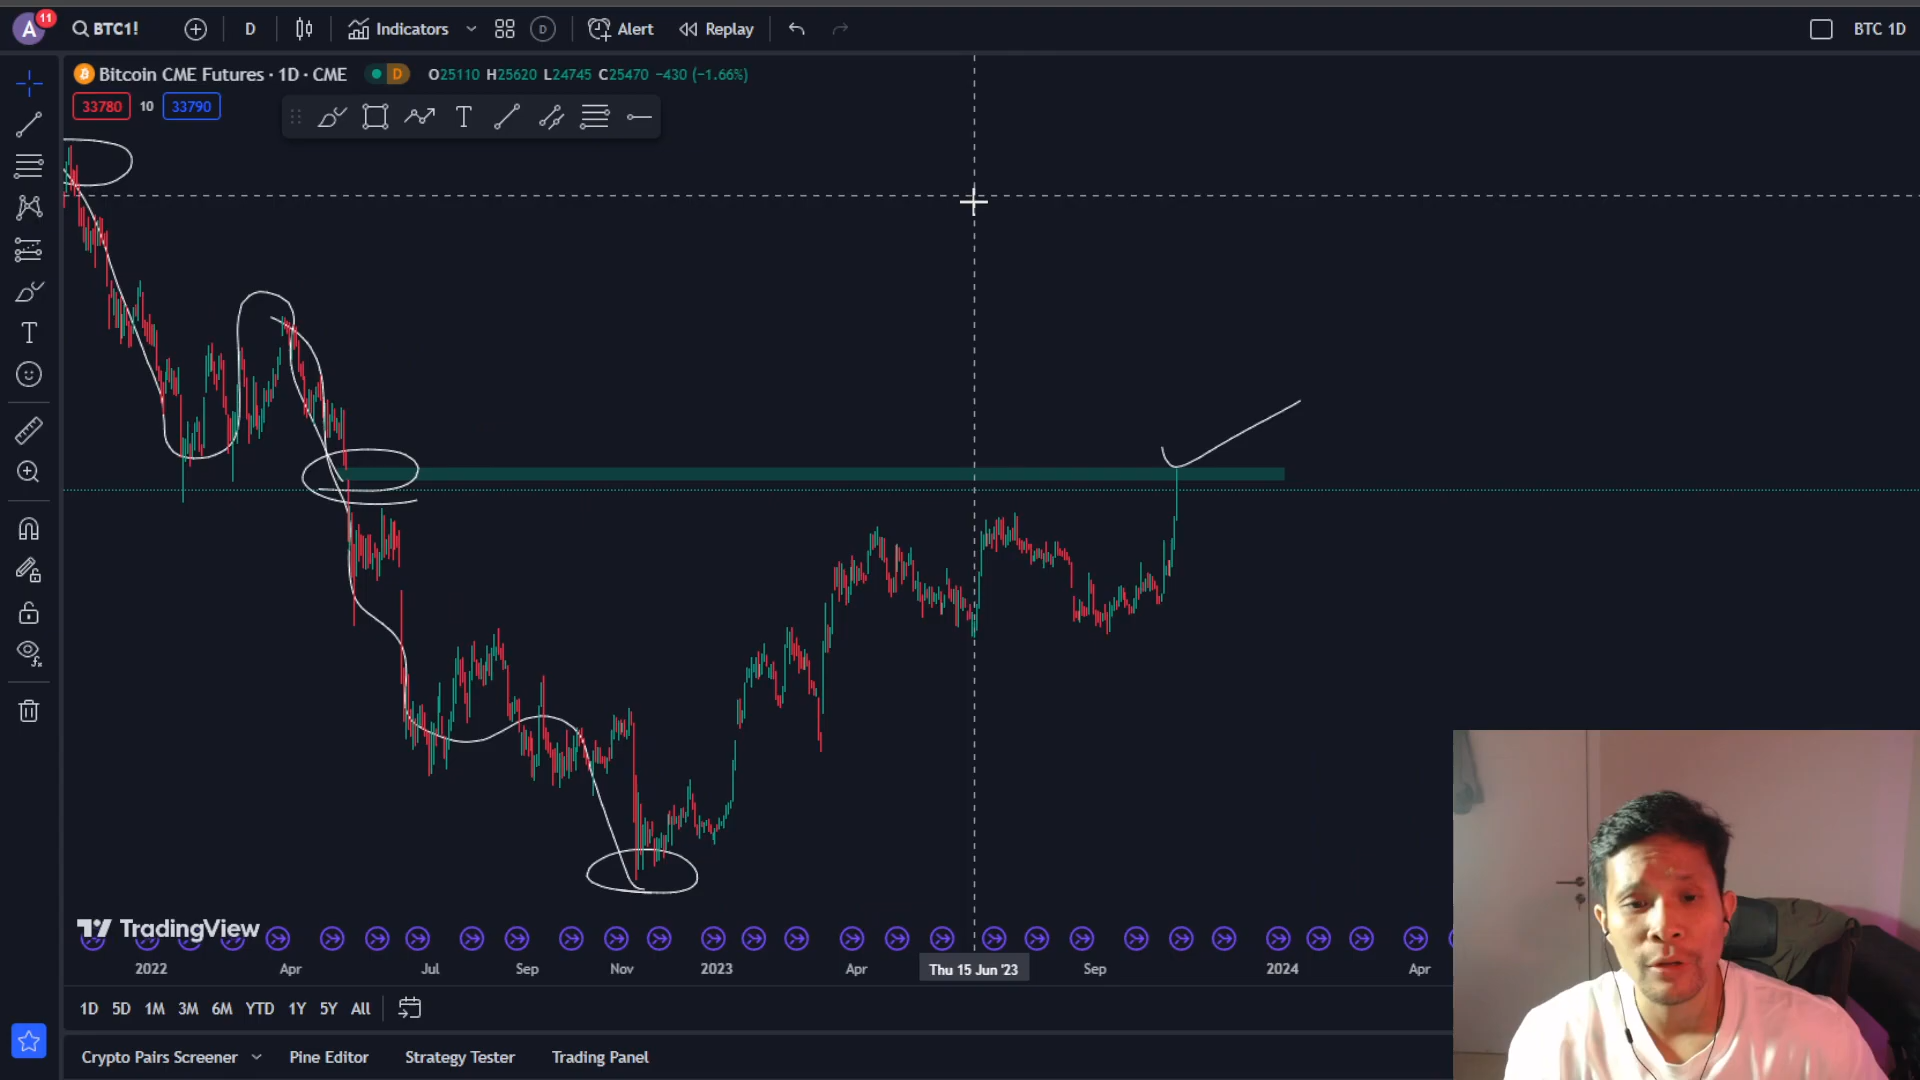 A 11 BTC1! D Indicators D Alert Replay BTC 1D
Bitcoin CME Futures · 1D · CME D O25110 H25620 L24745 C25470 −430 (−1.66%)
33780 10 33790
T
T
TradingView
2022 Apr Jul Sep Nov 2023 Apr Thu 15 Jun '23 Sep 2024 Apr
1D 5D 1M 3M 6M YTD 1Y 5Y All
Crypto Pairs Screener Pine Editor Strategy Tester Trading Panel